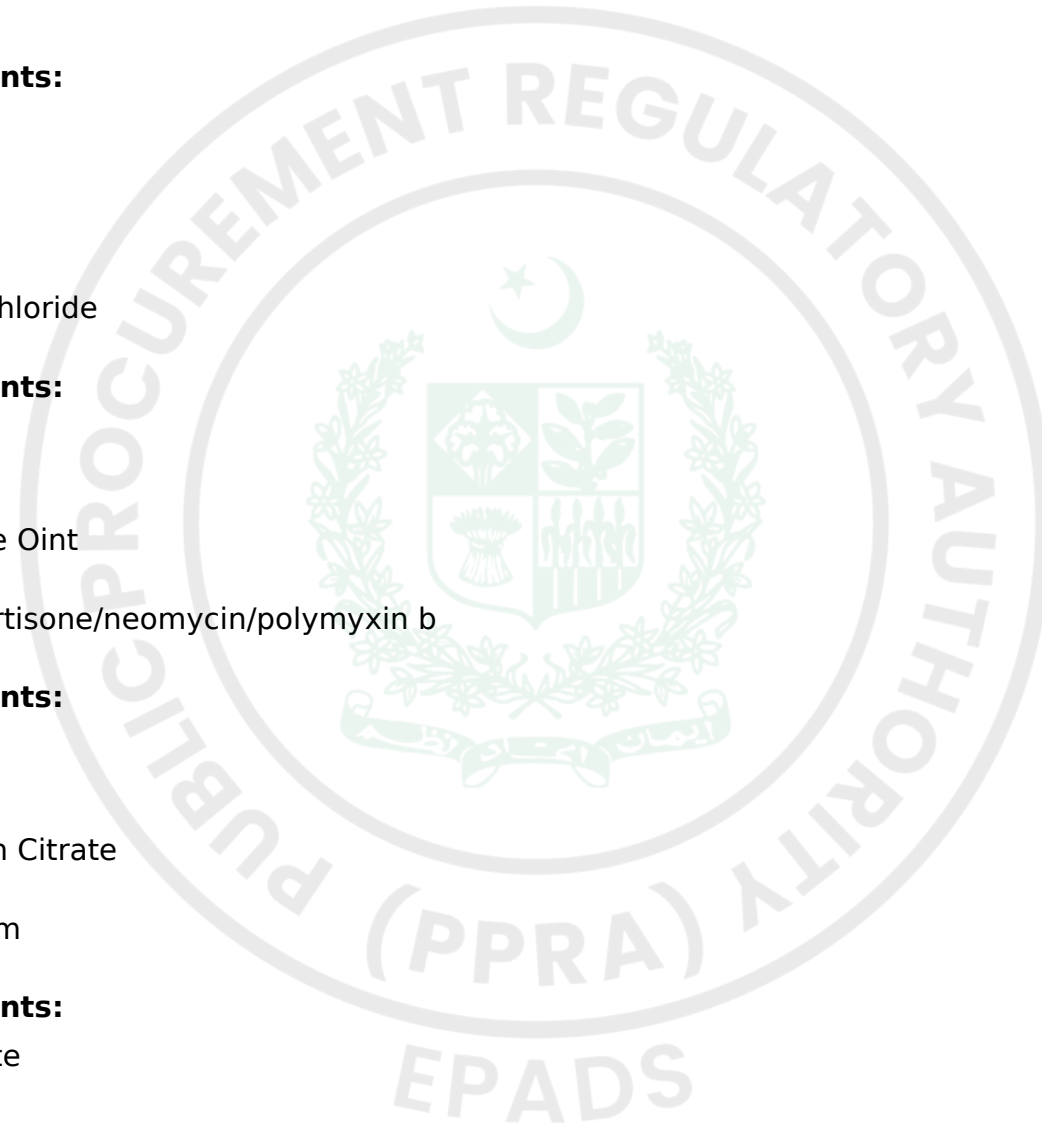 nts:
hloride
nts:
e Oint
rtisone/neomycin/polymyxin b
nts:
n Citrate
m
nts:
te
PUBLIC PROCUREMENT REGULATORY AUTHORITY
(PPRA)
EPADS